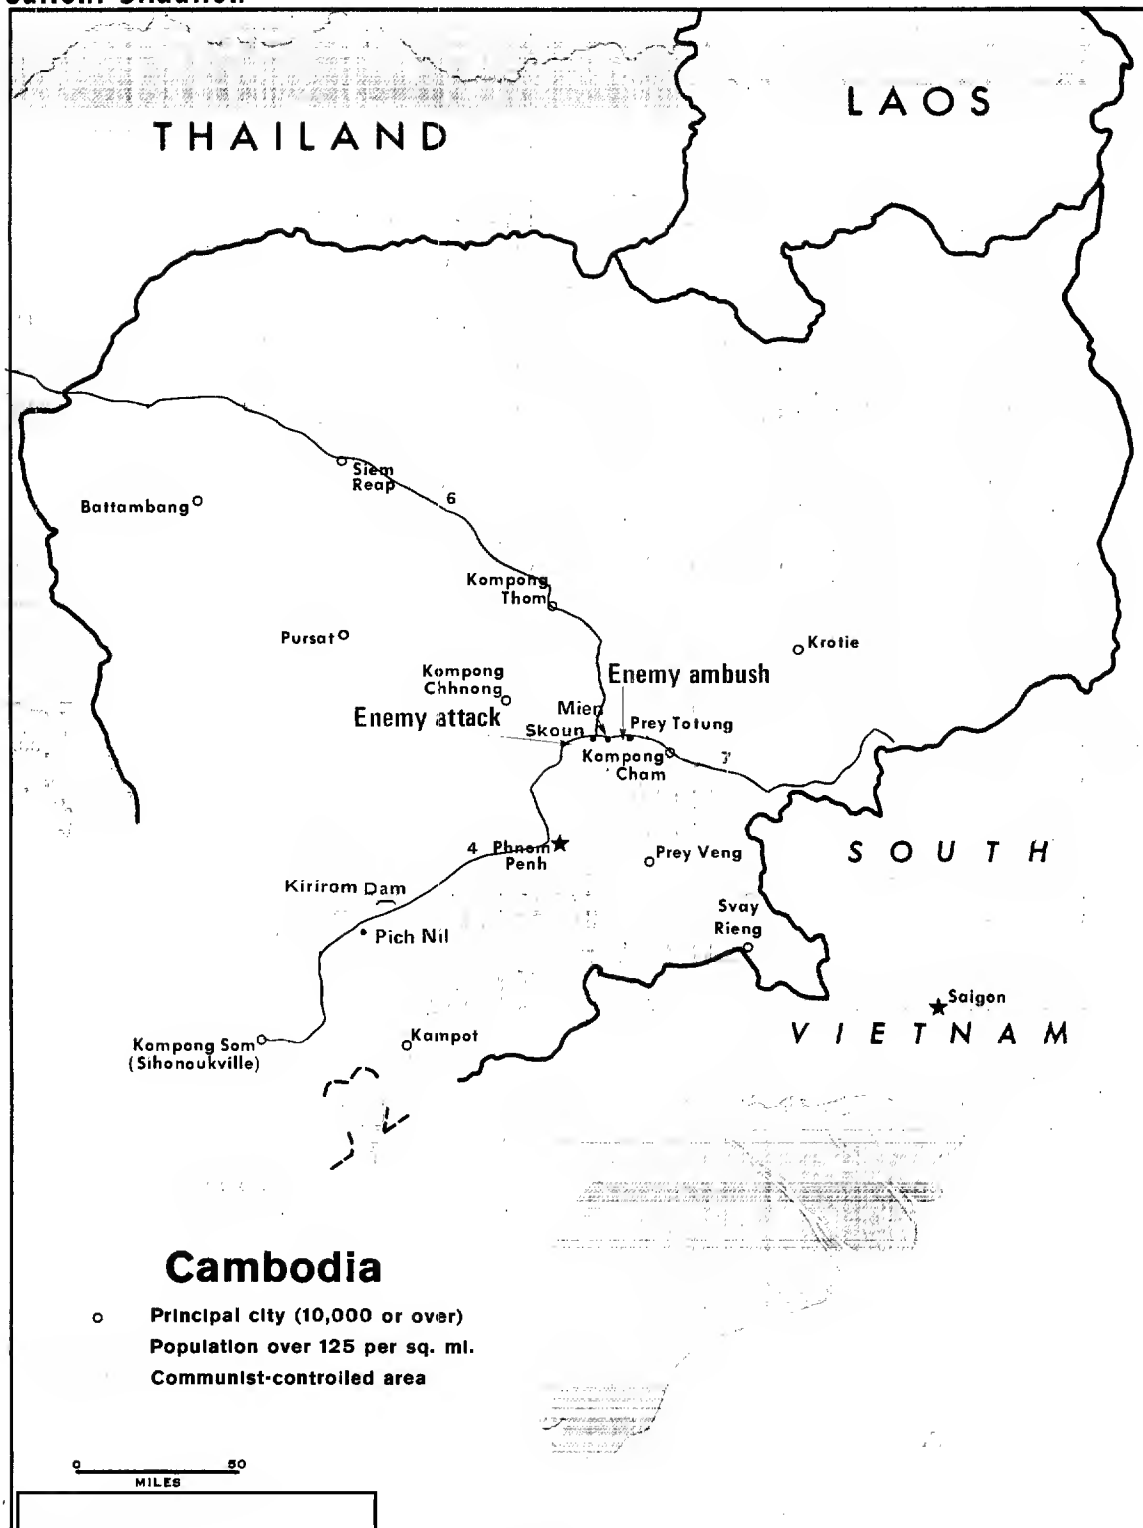 THAILAND
LAOS
Siem
Reap
Battambang
6
Kompong
Thom
Pursat
Krotie
Kompong
Chhnong
Enemy ambush
Enemy attack
Mien
Prey Totung
Skoun
Kompong
Cham
7
4
Phnom
Penh
Prey Veng
SOUTH
Kirirom Dam
Svay
Rieng
Pich Nil
Saigon
VIETNAM
Kompong Som
(Sihonoukville)
Kampot
Cambodia
Principal city (10,000 or over)
Population over 125 per sq. mi.
Communist-controlled area
0 50
MILES